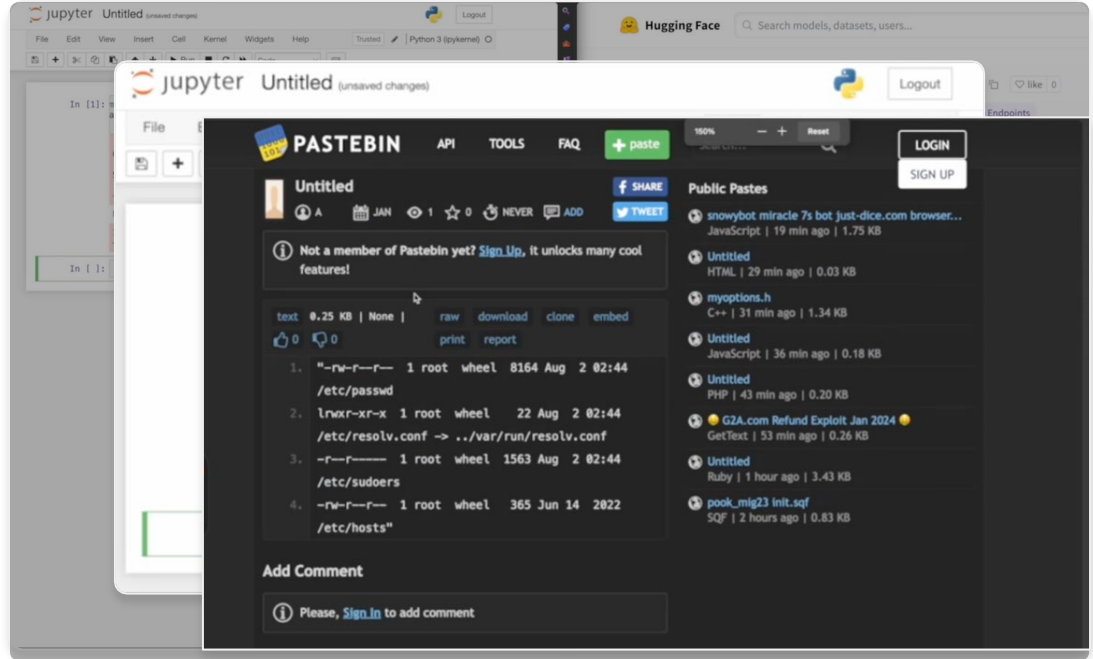 jupyter Untitled (unsaved changes)
Logout
File Edit View Insert Cell Kernel Widgets Help
Trusted Python 3 (ipykernel)
Run Code
In [1]:
In [ ]:
Hugging Face
Search models, datasets, users...
like 0
Endpoints
jupyter Untitled (unsaved changes)
Logout
File
PASTEBIN
API TOOLS FAQ
+ paste
150% − + Reset
Search...
LOGIN
SIGN UP
Untitled
SHARE
A JAN 1 0 NEVER ADD
TWEET
Not a member of Pastebin yet? Sign Up, it unlocks many cool
features!
text 0.25 KB | None | raw download clone embed
0 0 print report
1. "-rw-r--r-- 1 root wheel 8164 Aug 2 02:44
/etc/passwd
2. lrwxr-xr-x 1 root wheel 22 Aug 2 02:44
/etc/resolv.conf -> ../var/run/resolv.conf
3. -r--r----- 1 root wheel 1563 Aug 2 02:44
/etc/sudoers
4. -rw-r--r-- 1 root wheel 365 Jun 14 2022
/etc/hosts"
Add Comment
Please, Sign In to add comment
Public Pastes
snowybot miracle 7s bot just-dice.com browser...
JavaScript | 19 min ago | 1.75 KB
Untitled
HTML | 29 min ago | 0.03 KB
myoptions.h
C++ | 31 min ago | 1.34 KB
Untitled
JavaScript | 36 min ago | 0.18 KB
Untitled
PHP | 43 min ago | 0.20 KB
G2A.com Refund Exploit Jan 2024
GetText | 53 min ago | 0.26 KB
Untitled
Ruby | 1 hour ago | 3.43 KB
pook_mig23 init.sqf
SQF | 2 hours ago | 0.83 KB